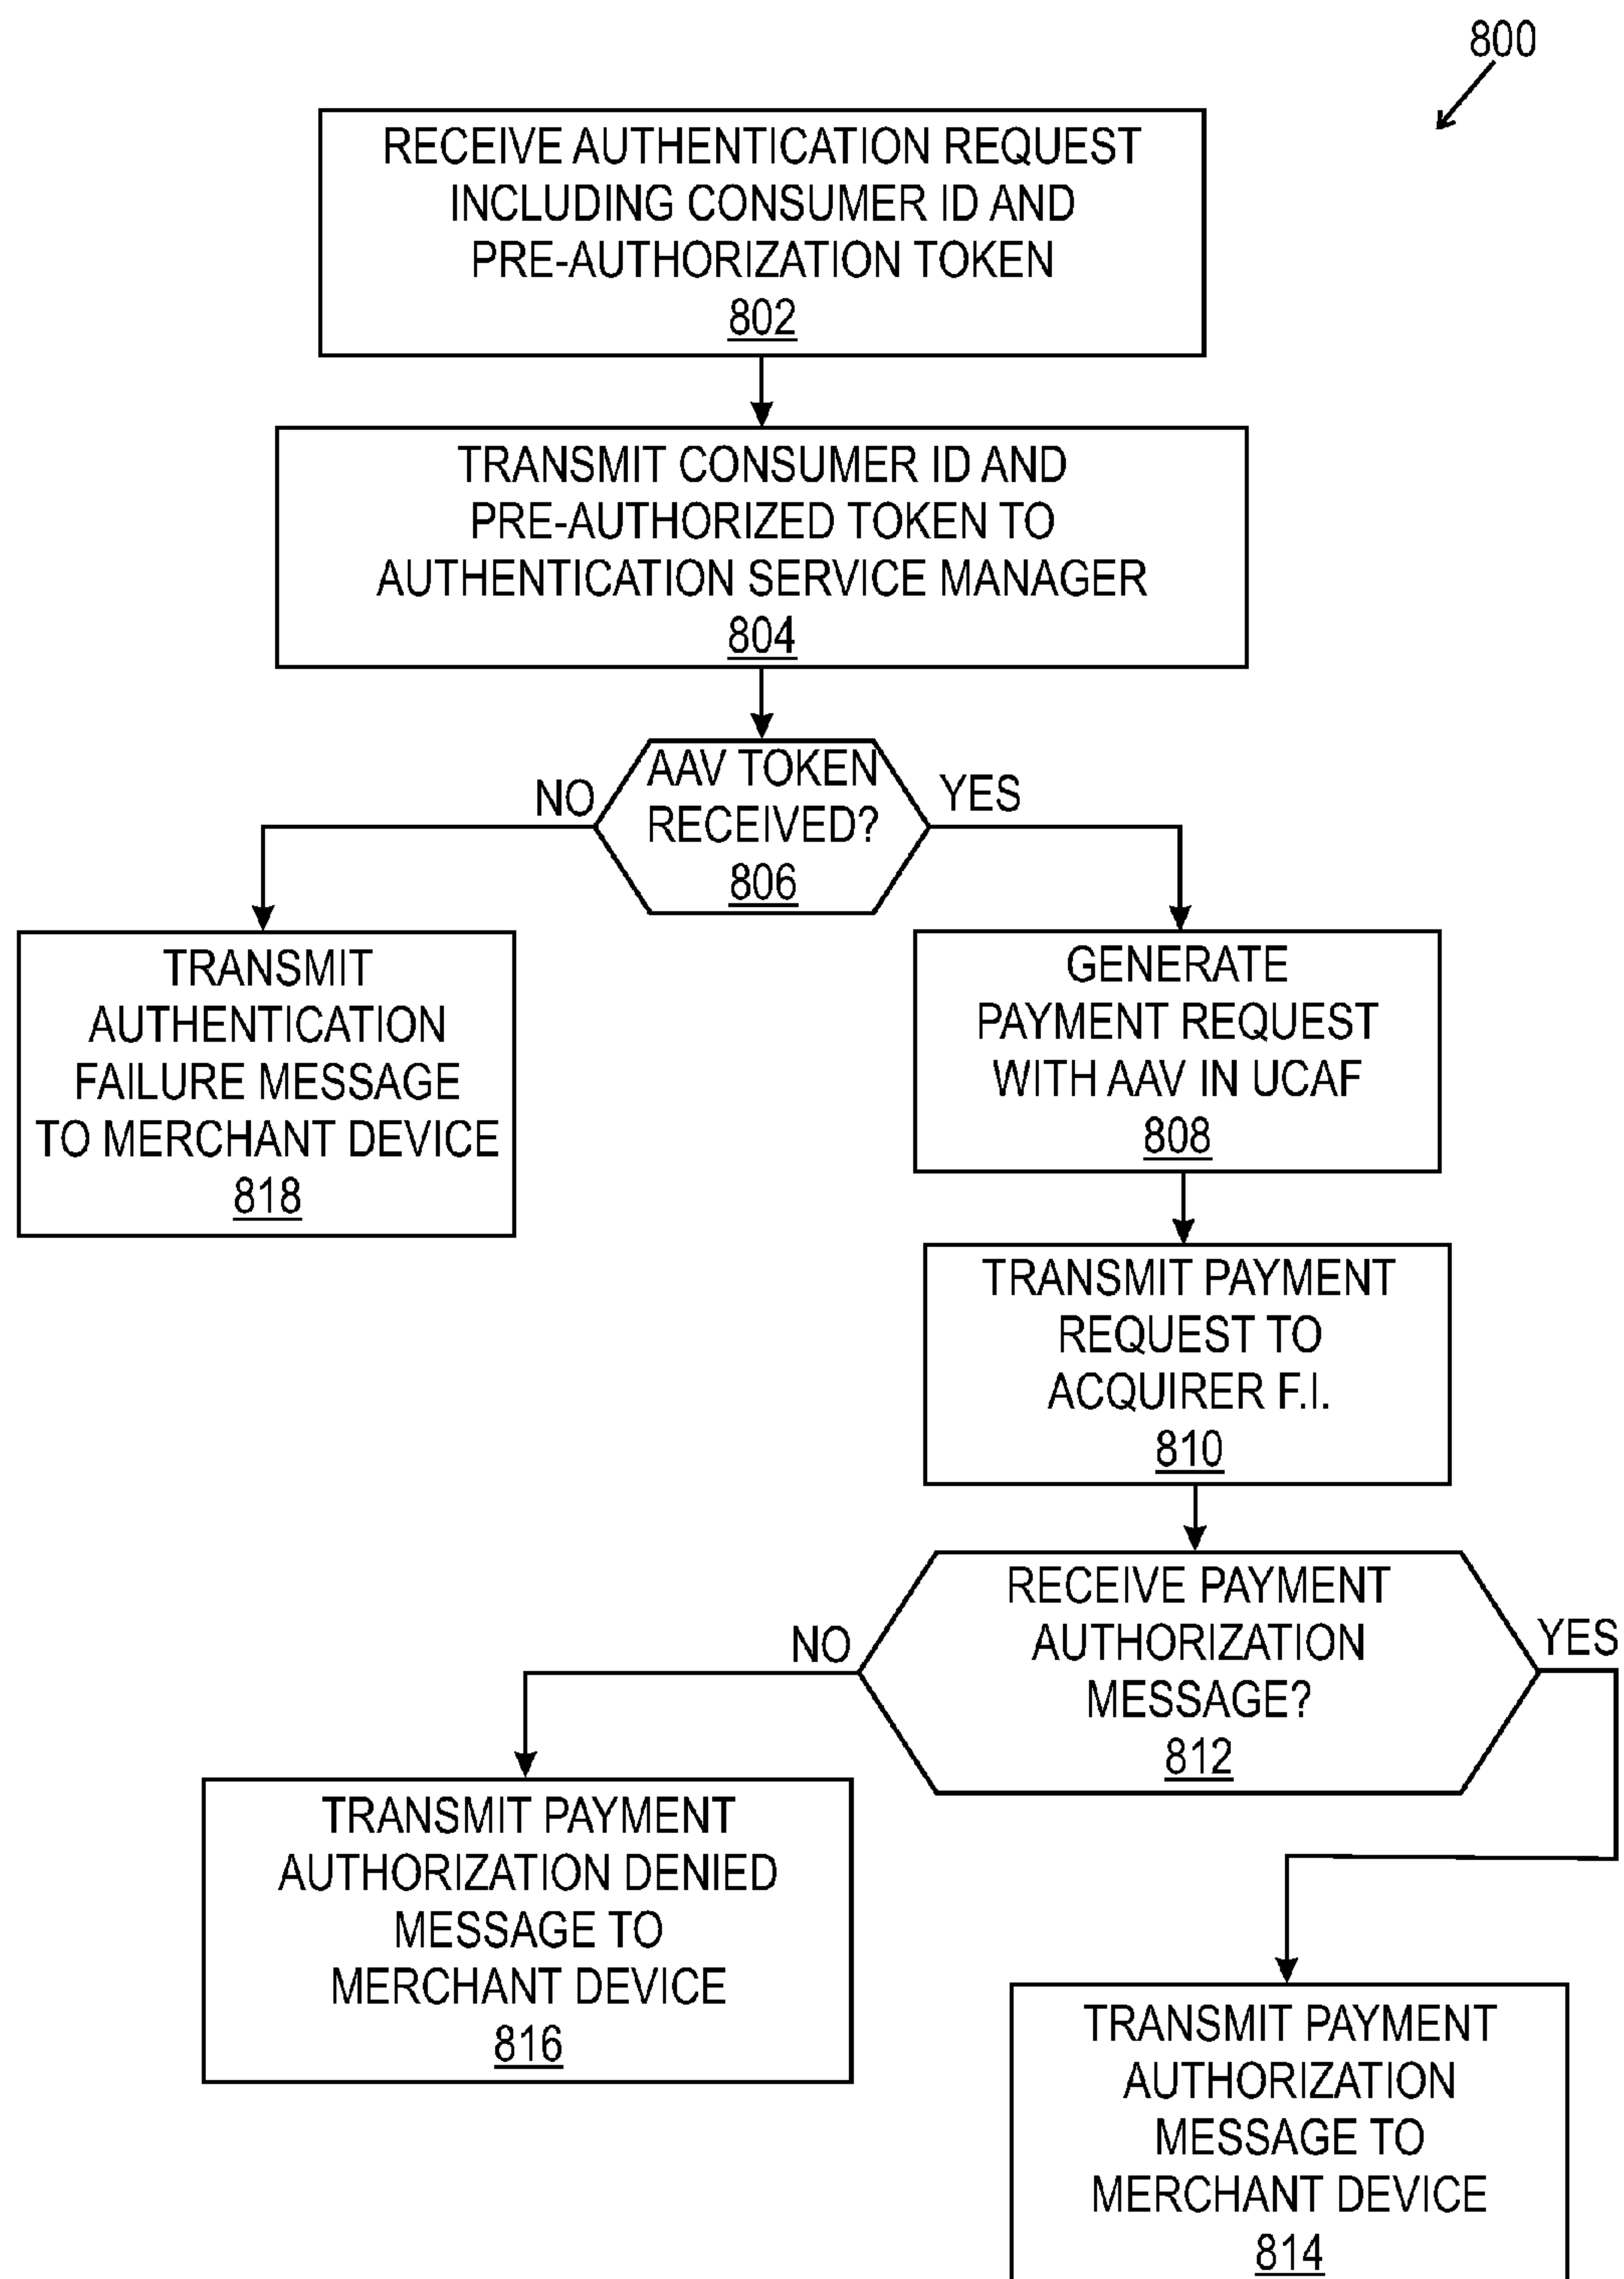 800
RECEIVE AUTHENTICATION REQUEST
INCLUDING CONSUMER ID AND
PRE-AUTHORIZATION TOKEN
802
TRANSMIT CONSUMER ID AND
PRE-AUTHORIZED TOKEN TO
AUTHENTICATION SERVICE MANAGER
804
AAV TOKEN
RECEIVED?
806
NO
YES
TRANSMIT
AUTHENTICATION
FAILURE MESSAGE
TO MERCHANT DEVICE
818
GENERATE
PAYMENT REQUEST
WITH AAV IN UCAF
808
TRANSMIT PAYMENT
REQUEST TO
ACQUIRER F.I.
810
RECEIVE PAYMENT
AUTHORIZATION
MESSAGE?
812
NO
YES
TRANSMIT PAYMENT
AUTHORIZATION DENIED
MESSAGE TO
MERCHANT DEVICE
816
TRANSMIT PAYMENT
AUTHORIZATION
MESSAGE TO
MERCHANT DEVICE
814